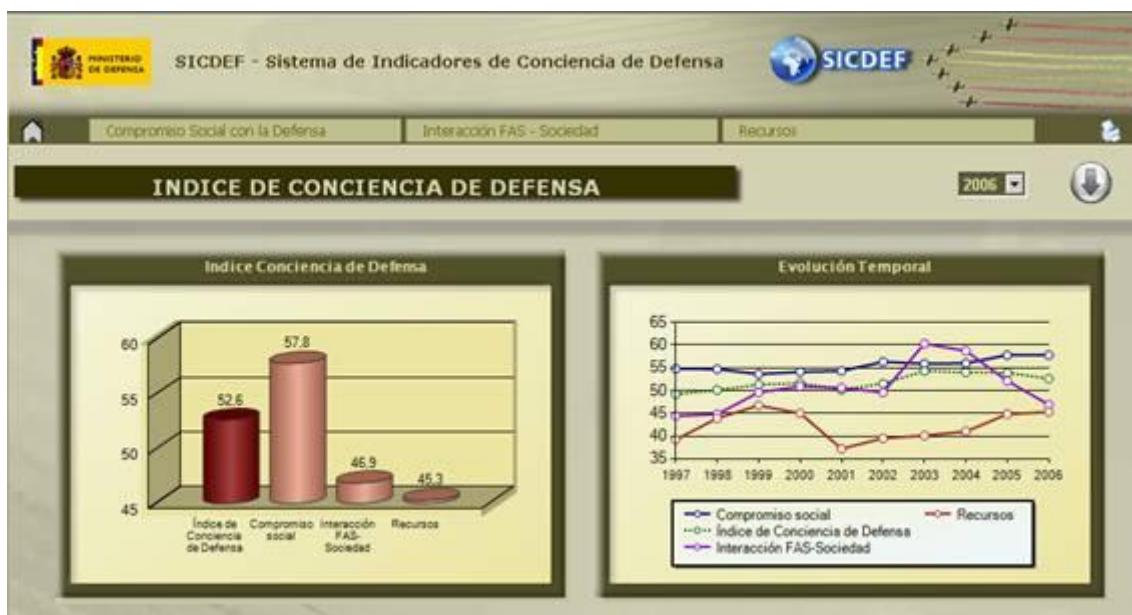 MINISTERIO
DE DEFENSA
SICDEF - Sistema de Indicadores de Conciencia de Defensa
SICDEF
Compromiso Social con la Defensa
Interacción FAS - Sociedad
Recursos
INDICE DE CONCIENCIA DE DEFENSA
2006
Indice Conciencia de Defensa
60
55
50
45
52.6
57.8
46.9
45.3
Índice de
Conciencia
de Defensa
Compromiso
social
Interacción
FAS-
Sociedad
Recursos
Evolución Temporal
65
60
55
50
45
40
35
1997 1998 1999 2000 2001 2002 2003 2004 2005 2006
Compromiso social
Recursos
Índice de Conciencia de Defensa
Interacción FAS-Sociedad